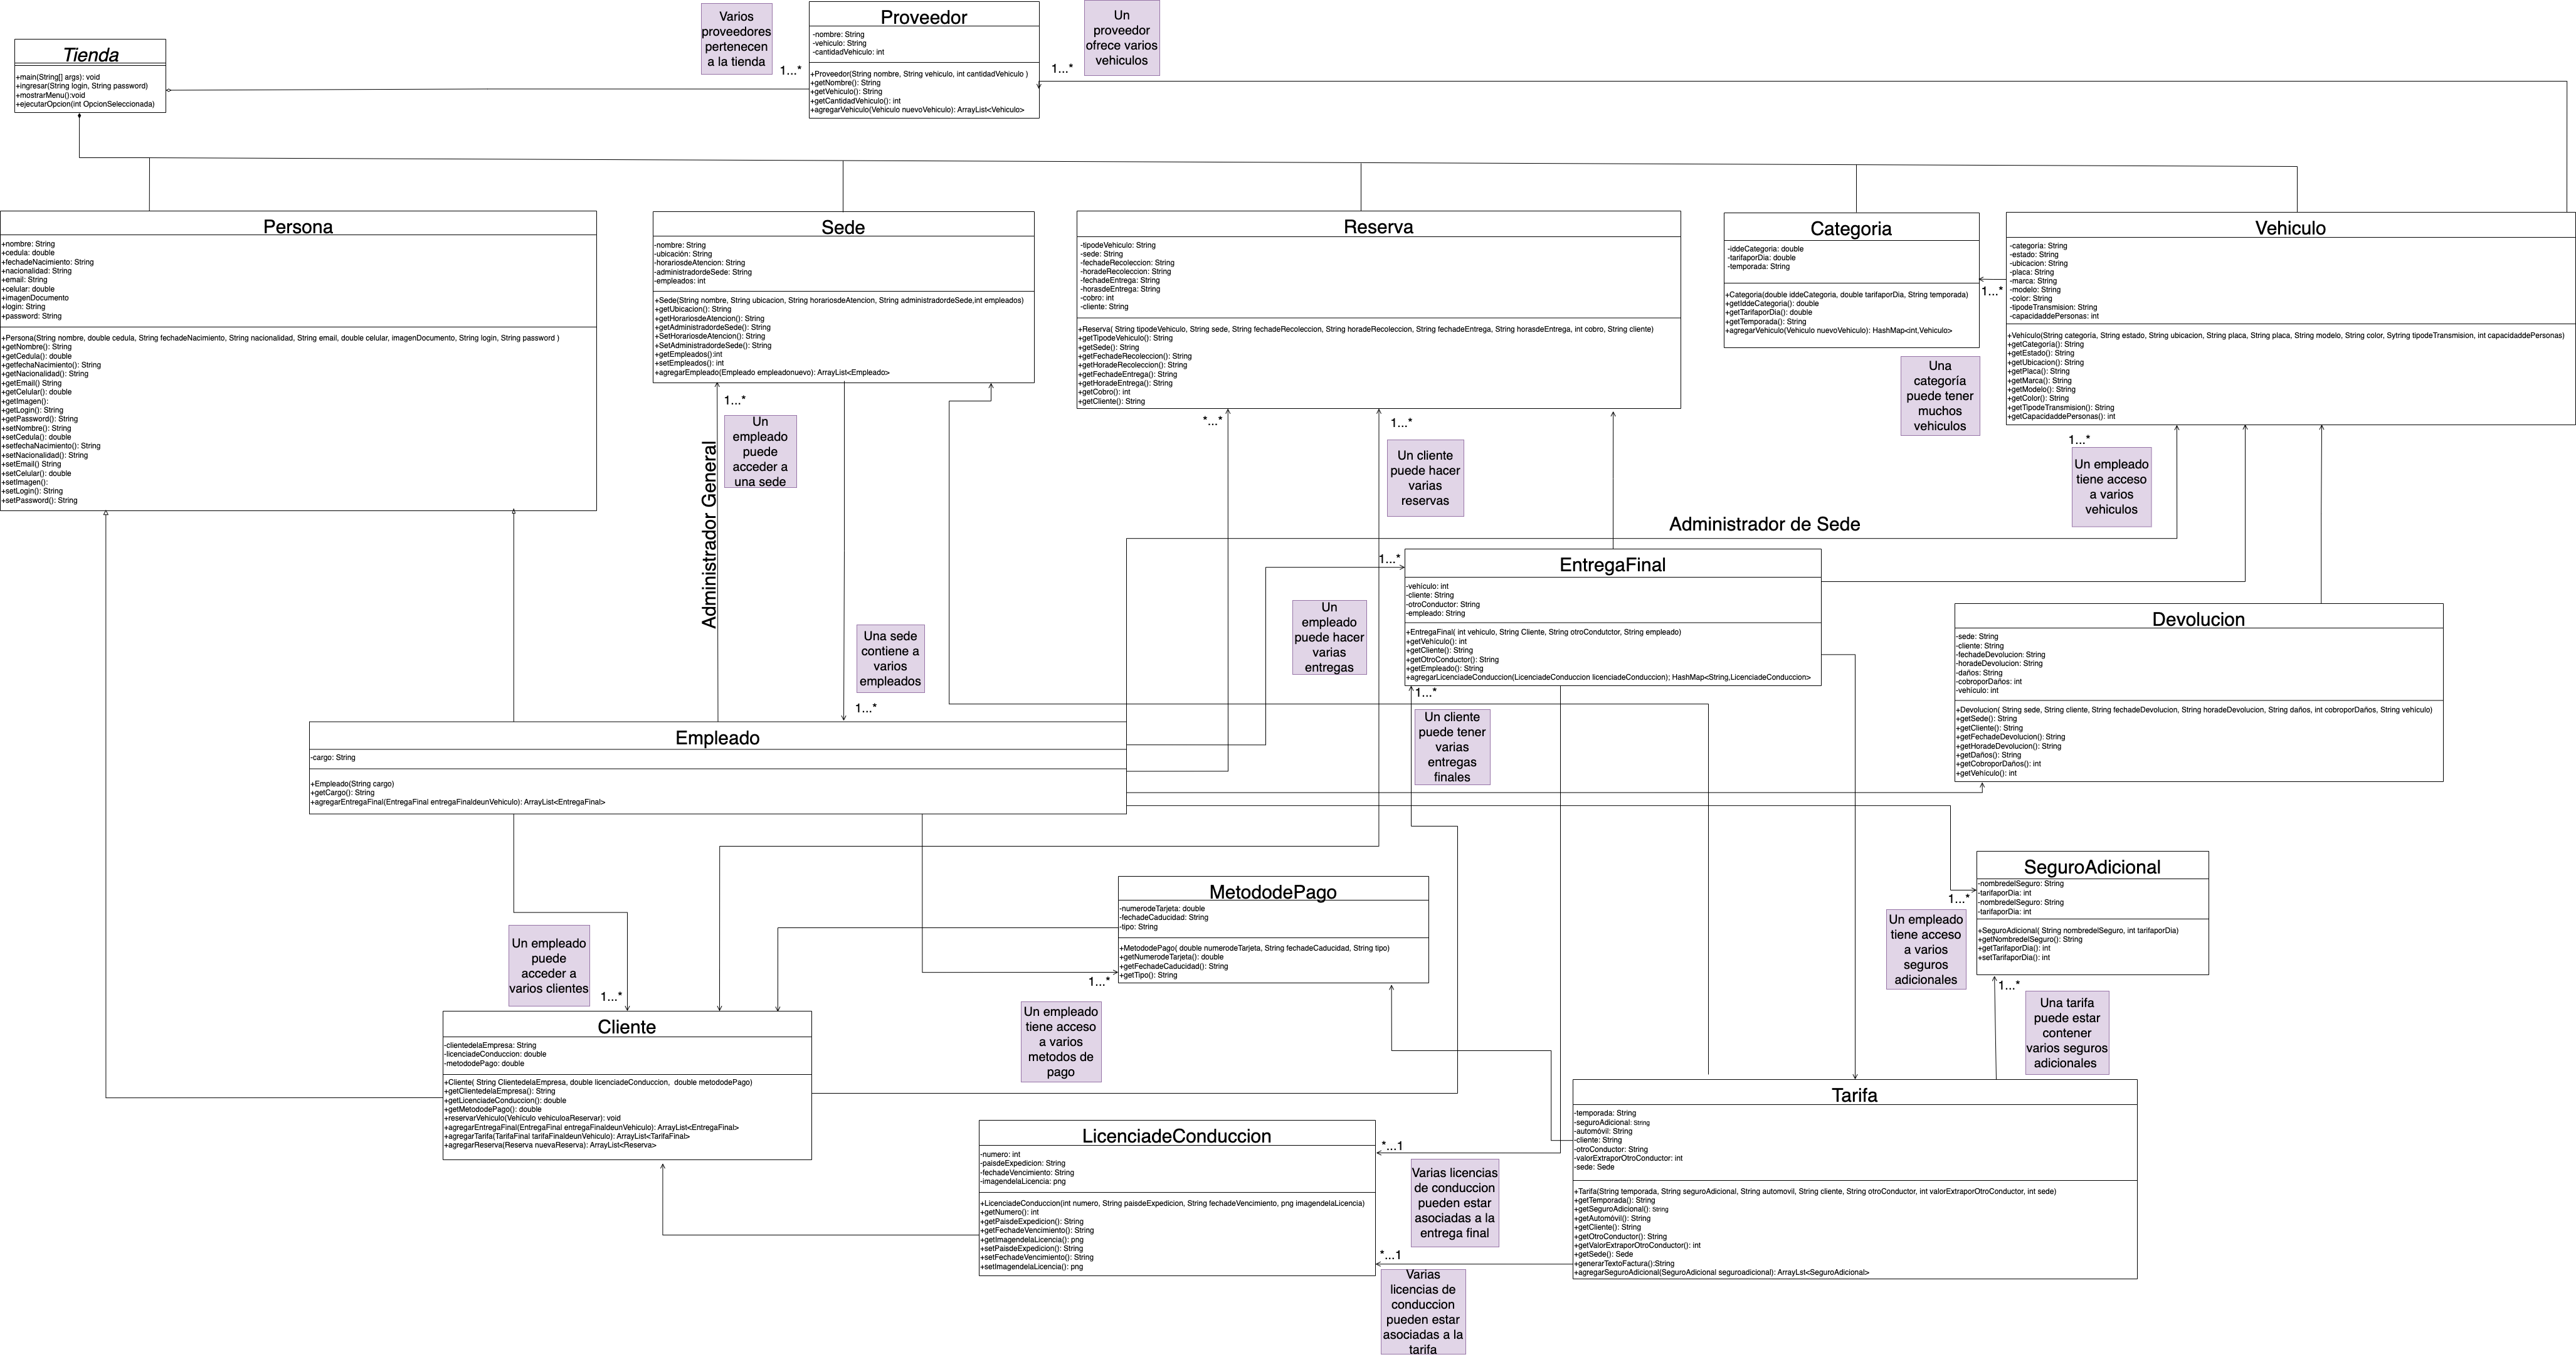 Tienda
+main(String[] args): void
+ingresar(String login, String password)
+mostrarMenu():void
+ejecutarOpcion(int OpcionSeleccionada)
Varios
proveedores
pertenecen
a la tienda
1...*
Proveedor
-nombre: String
-vehiculo: String
-cantidadVehiculo: int
+Proveedor(String nombre, String vehiculo, int cantidadVehiculo )
+getNombre(): String
+getVehiculo(): String
+getCantidadVehiculo(): int
+agregarVehiculo(Vehiculo nuevoVehiculo): ArrayList<Vehiculo>
1...*
Un
proveedor
ofrece varios
vehiculos
Persona
+nombre: String
+cedula: double
+fechadeNacimiento: String
+nacionalidad: String
+email: String
+celular: double
+imagenDocumento
+login: String
+password: String
+Persona(String nombre, double cedula, String fechadeNacimiento, String nacionalidad, String email, double celular, imagenDocumento, String login, String password )
+getNombre(): String
+getCedula(): double
+getfechaNacimiento(): String
+getNacionalidad(): String
+getEmail() String
+getCelular(): double
+getImagen():
+getLogin(): String
+getPassword(): String
+setNombre(): String
+setCedula(): double
+setfechaNacimiento(): String
+setNacionalidad(): String
+setEmail() String
+setCelular(): double
+setImagen():
+setLogin(): String
+setPassword(): String
Sede
-nombre: String
-ubicación: String
-horariosdeAtencion: String
-administradordeSede: String
-empleados: int
+Sede(String nombre, String ubicacion, String horariosdeAtencion, String administradordeSede,int empleados)
+getUbicacion(): String
+getHorariosdeAtencion(): String
+getAdministradordeSede(): String
+SetHorariosdeAtencion(): String
+SetAdministradordeSede(): String
+getEmpleados():int
+setEmpleados(): int
+agregarEmpleado(Empleado empleadonuevo): ArrayList<Empleado>
Reserva
-tipodeVehiculo: String
-sede: String
-fechadeRecoleccion: String
-horadeRecoleccion: String
-fechadeEntrega: String
-horasdeEntrega: String
-cobro: int
-cliente: String
+Reserva( String tipodeVehiculo, String sede, String fechadeRecoleccion, String horadeRecoleccion, String fechadeEntrega, String horasdeEntrega, int cobro, String cliente)
+getTipodeVehiculo(): String
+getSede(): String
+getFechadeRecoleccion(): String
+getHoradeRecoleccion(): String
+getFechadeEntrega(): String
+getHoradeEntrega(): String
+getCobro(): int
+getCliente(): String
Categoria
-iddeCategoria: double
-tarifaporDia: double
-temporada: String
+Categoria(double iddeCategoria, double tarifaporDia, String temporada)
+getIddeCategoria(): double
+getTarifaporDia(): double
+getTemporada(): String
+agregarVehiculo(Vehiculo nuevoVehiculo): HashMap<int,Vehiculo>
1...*
Una
categoría
puede tener
muchos
vehiculos
Vehiculo
-categoria: String
-estado: String
-ubicacion: String
-placa: String
-marca: String
-modelo: String
-color: String
-tipodeTransmision: String
-capacidaddePersonas: int
+Vehiculo(String categoria, String estado, String ubicacion, String placa, String placa, String modelo, String color, Sytring tipodeTransmision, int capacidaddePersonas)
+getCategoria(): String
+getEstado(): String
+getUbicacion(): String
+getPlaca(): String
+getMarca(): String
+getModelo(): String
+getColor(): String
+getTipodeTransmision(): String
+getCapacidaddePersonas(): int
1...*
Un empleado
tiene acceso
a varios
vehiculos
1...*
Un
empleado
puede
acceder a
una sede
Administrador General
*...*
1...*
Un cliente
puede hacer
varias
reservas
Administrador de Sede
1...*
Un
empleado
puede hacer
varias
entregas
EntregaFinal
-vehiculo: int
-cliente: String
-otroConductor: String
-empleado: String
+EntregaFinal( int vehiculo, String Cliente, String otroCondutctor, String empleado)
+getVehiculo(): int
+getCliente(): String
+getOtroConductor(): String
+getEmpleado(): String
+agregarLicenciadeConduccion(LicenciadeConduccion licenciadeConduccion); HashMap<String,LicenciadeConduccion>
1...*
Un cliente
puede tener
varias
entregas
finales
Devolucion
-sede: String
-cliente: String
-fechadeDevolucion: String
-horadeDevolucion: String
-daños: String
-cobroporDaños: int
-vehículo: int
+Devolucion( String sede, String cliente, String fechadeDevolucion, String horadeDevolucion, String daños, int cobroporDaños, String vehiculo)
+getSede(): String
+getCliente(): String
+getFechadeDevolucion(): String
+getHoradeDevolucion(): String
+getDaños(): String
+getCobroporDaños(): int
+getVehículo(): int
Una sede
contiene a
varios
empleados
1...*
Empleado
-cargo: String
+Empleado(String cargo)
+getCargo(): String
+agregarEntregaFinal(EntregaFinal entregaFinaldeunVehiculo): ArrayList<EntregaFinal>
SeguroAdicional
-nombredelSeguro: String
-tarifaporDia: int
-nombredelSeguro: String
-tarifaporDia: int
+SeguroAdicional( String nombredelSeguro, int tarifaporDia)
+getNombredelSeguro(): String
+getTarifaporDia(): int
+setTarifaporDia(): int
1...*
Un empleado
tiene acceso
a varios
seguros
adicionales
1...*
Una tarifa
puede estar
contener
varios seguros
adicionales
MetododePago
-numerodeTarjeta: double
-fechadeCaducidad: String
-tipo: String
+MetododePago( double numerodeTarjeta, String fechadeCaducidad, String tipo)
+getNumerodeTarjeta(): double
+getFechadeCaducidad(): String
+getTipo(): String
1...*
Un empleado
tiene acceso
a varios
metodos de
pago
Un empleado
puede
acceder a
varios clientes
1...*
Cliente
-clientedelaEmpresa: String
-licenciadeConduccion: double
-metododePago: double
+Cliente( String ClientedelaEmpresa, double licenciadeConduccion,  double metododePago)
+getClientedelaEmpresa(): String
+getLicenciadeConduccion(): double
+getMetododePago(): double
+reservarVehiculo(Vehículo vehiculoaReservar): void
+agregarEntregaFinal(EntregaFinal entregaFinaldeunVehiculo): ArrayList<EntregaFinal>
+agregarTarifa(TarifaFinal tarifaFinaldeunVehiculo): ArrayList<TarifaFinal>
+agregarReserva(Reserva nuevaReserva): ArrayList<Reserva>
LicenciadeConduccion
-numero: int
-paisdeExpedicion: String
-fechadeVencimiento: String
-imagendelaLicencia: png
+LicenciadeConduccion(int numero, String paisdeExpedicion, String fechadeVencimiento, png imagendelaLicencia)
+getNumero(): int
+getPaisdeExpedicion(): String
+getFechadeVencimiento(): String
+getImagendelaLicencia(): png
+setPaisdeExpedicion(): String
+setFechadeVencimiento(): String
+setImagendelaLicencia(): png
*...1
Varias licencias
de conduccion
pueden estar
asociadas a la
entrega final
*...1
Varias
licencias de
conduccion
pueden estar
asociadas a la
tarifa
Tarifa
-temporada: String
-seguroAdicional: String
-automóvil: String
-cliente: String
-otroConductor: String
-valorExtraporOtroConductor: int
-sede: Sede
+Tarifa(String temporada, String seguroAdicional, String automovil, String cliente, String otroConductor, int valorExtraporOtroConductor, int sede)
+getTemporada(): String
+getSeguroAdicional(): String
+getAutomóvil(): String
+getCliente(): String
+getOtroConductor(): String
+getValorExtraporOtroConductor(): int
+getSede(): Sede
+generarTextoFactura():String
+agregarSeguroAdicional(SeguroAdicional seguroadicional): ArrayLst<SeguroAdicional>